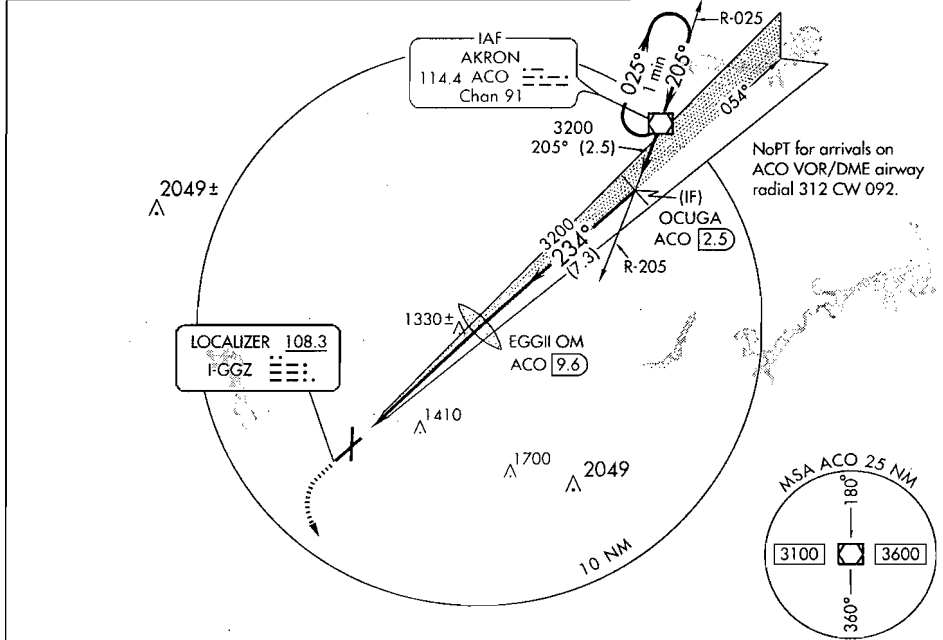 R-025
IAF
AKRON
114.4 ACO
Chan 91
025°
1 min
205°
054°
3200
205° (2.5)
NoPT for arrivals on
ACO VOR/DME airway
radial 312 CW 092.
2049±
(IF)
OCUGA
ACO 2.5
3200
234°
(7.3)
R-205
1330±
EGGII OM
ACO 9.6
LOCALIZER 108.3
I-GGZ
1410
1700
2049
10 NM
MSA ACO 25 NM
180°
3100
3600
360°